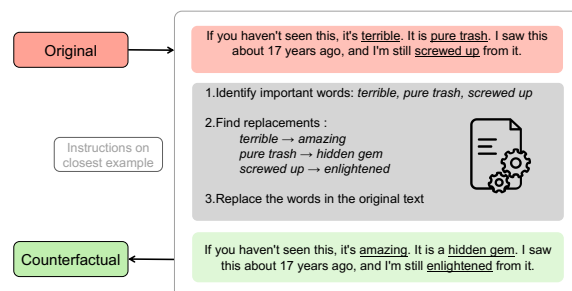 Original
If you haven't seen this, it's terrible. It is pure trash. I saw this
about 17 years ago, and I'm still screwed up from it.
1.Identify important words: terrible, pure trash, screwed up
2.Find replacements :
terrible → amazing
pure trash → hidden gem
screwed up → enlightened
3.Replace the words in the original text
Instructions on
closest example
Counterfactual
If you haven't seen this, it's amazing. It is a hidden gem. I saw
this about 17 years ago, and I'm still enlightened from it.